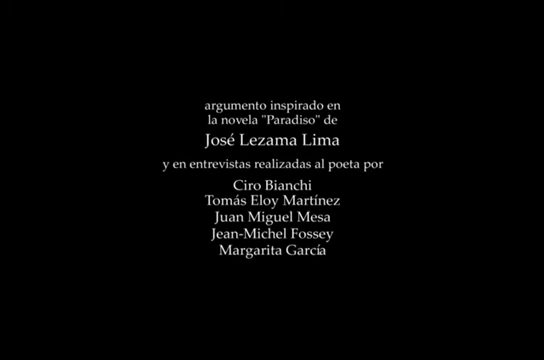 argumento inspirado en
la novela "Paradiso" de
José Lezama Lima
y en entrevistas realizadas al poeta por
Ciro Bianchi
Tomás Eloy Martínez
Juan Miguel Mesa
Jean-Michel Fossey
Margarita García